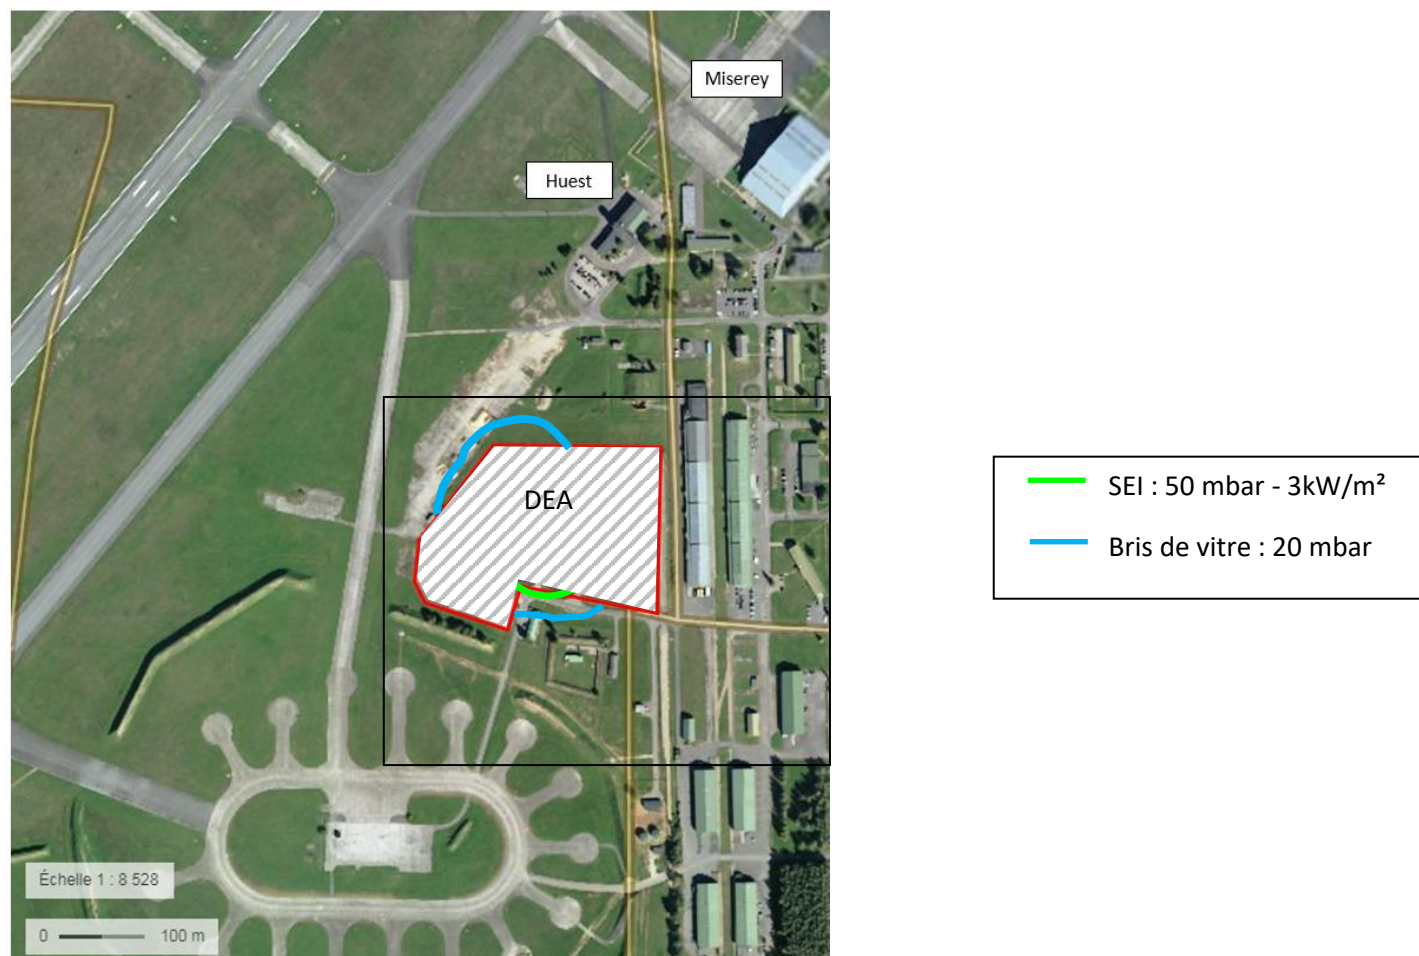 Miserey
Huest
DEA
SEI : 50 mbar - 3kW/m²
Bris de vitre : 20 mbar
Échelle 1 : 8 528
0 100 m